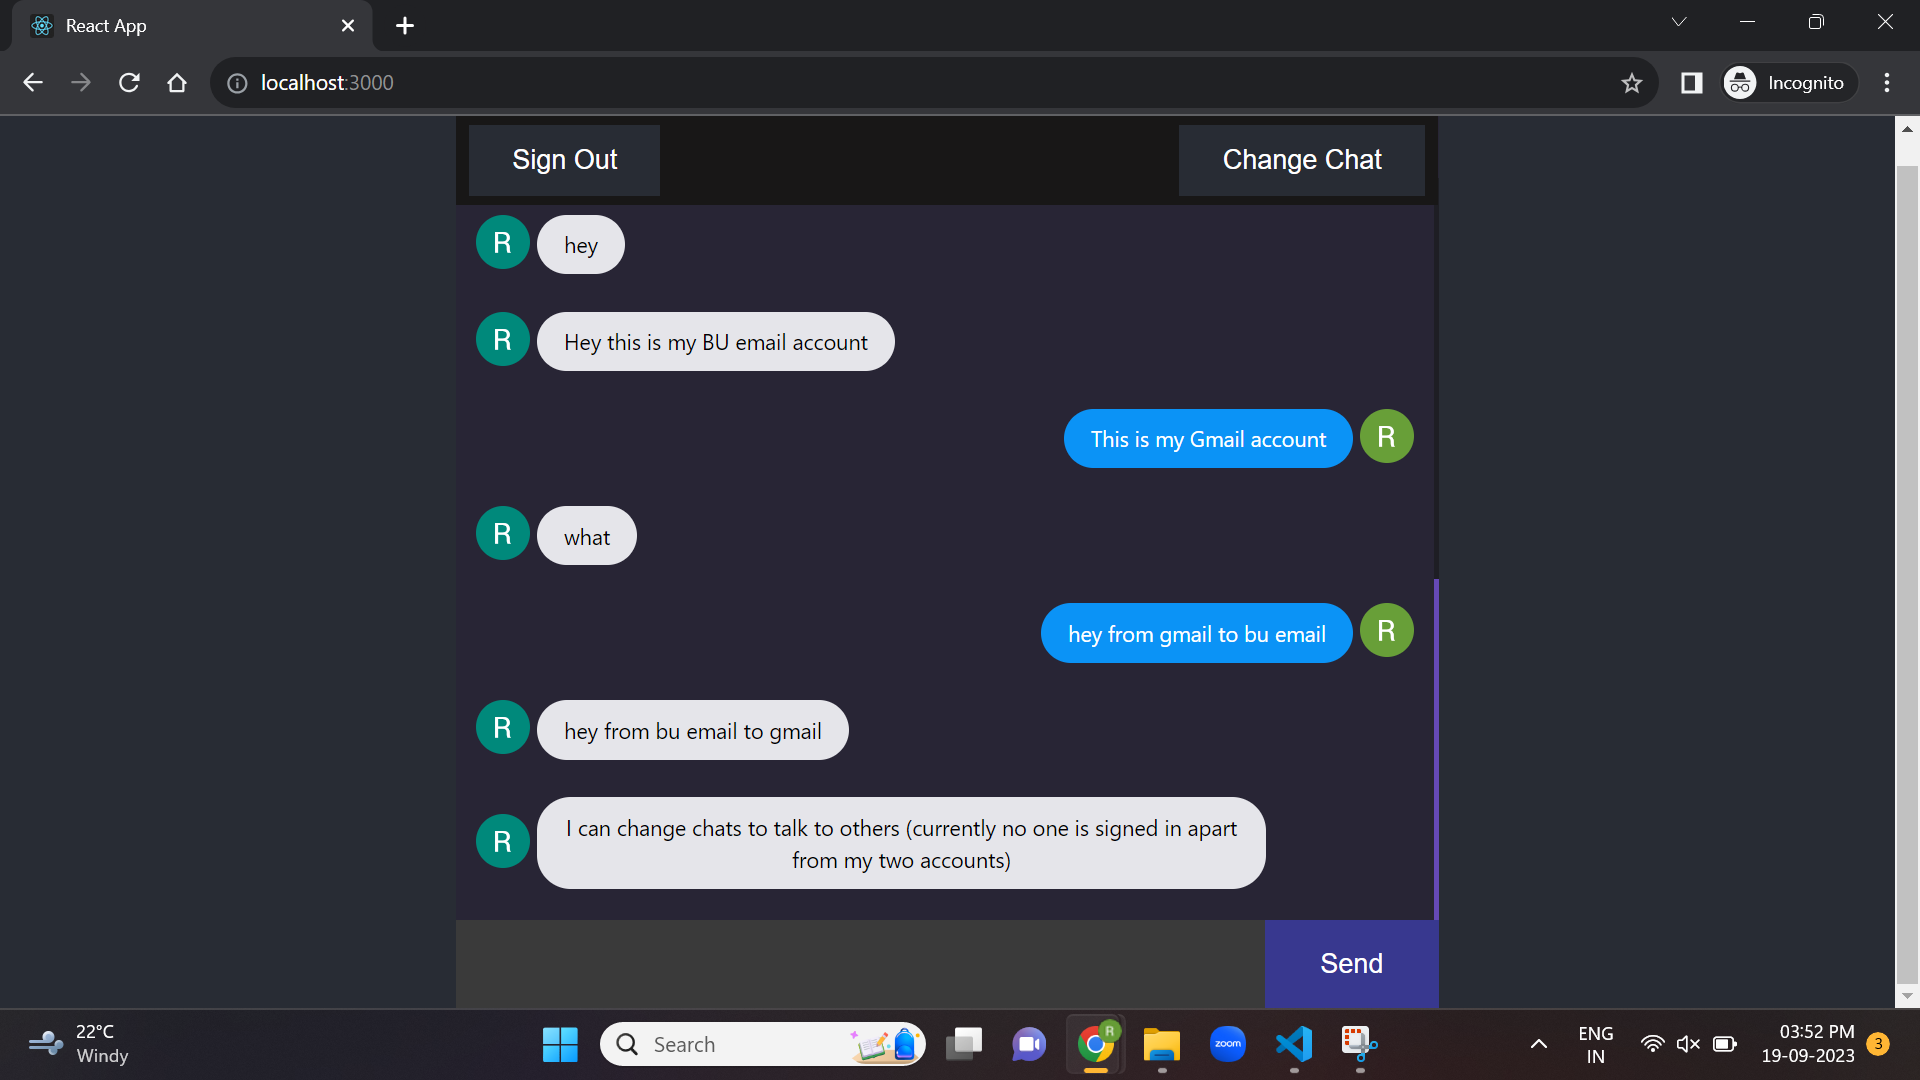 React App
localhost:3000
Incognito
Sign Out
Change Chat
R
hey
R
Hey this is my BU email account
This is my Gmail account
R
R
what
hey from gmail to bu email
R
R
hey from bu email to gmail
R
I can change chats to talk to others (currently no one is signed in apart
from my two accounts)
Send
22°C
Windy
Search
R
zoom
ENG
IN
03:52 PM
19-09-2023
3